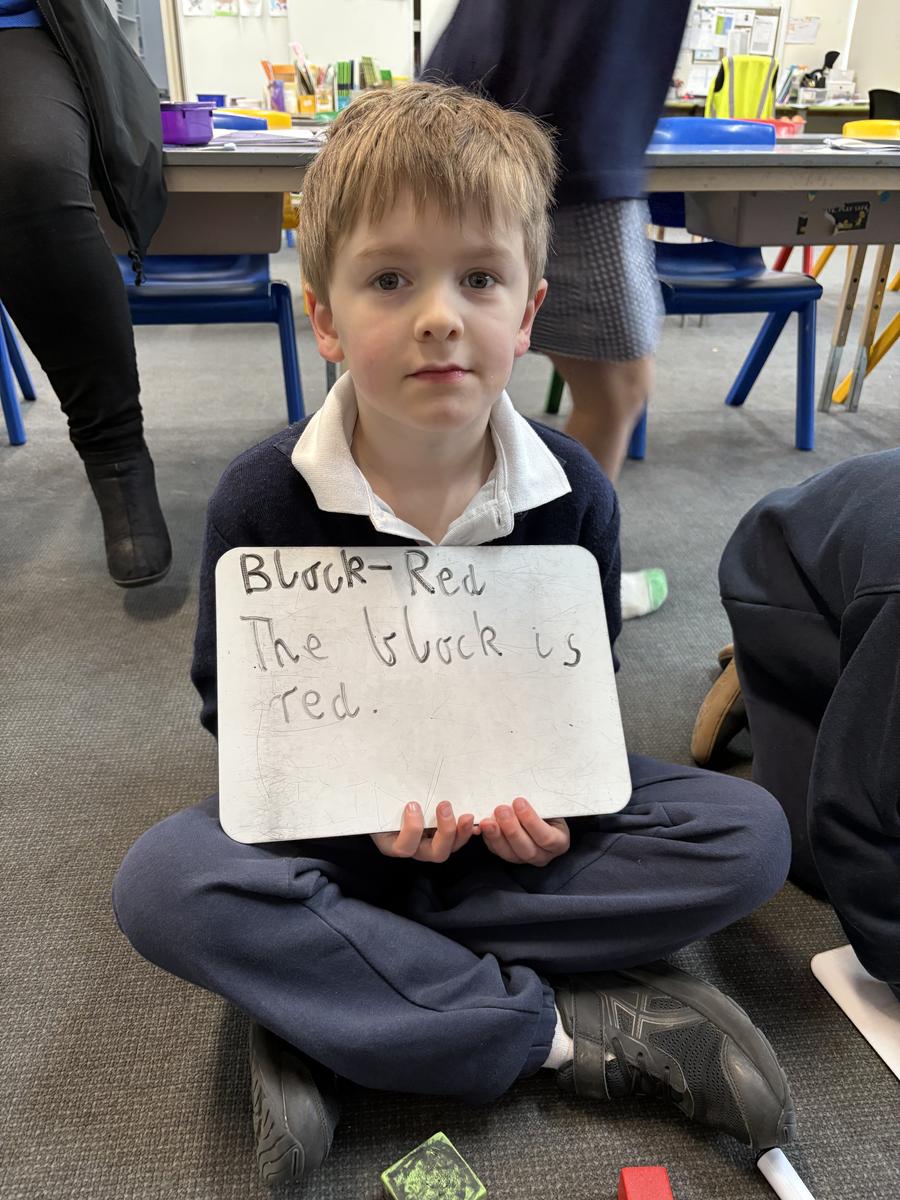 Block-Red
The block is
red.